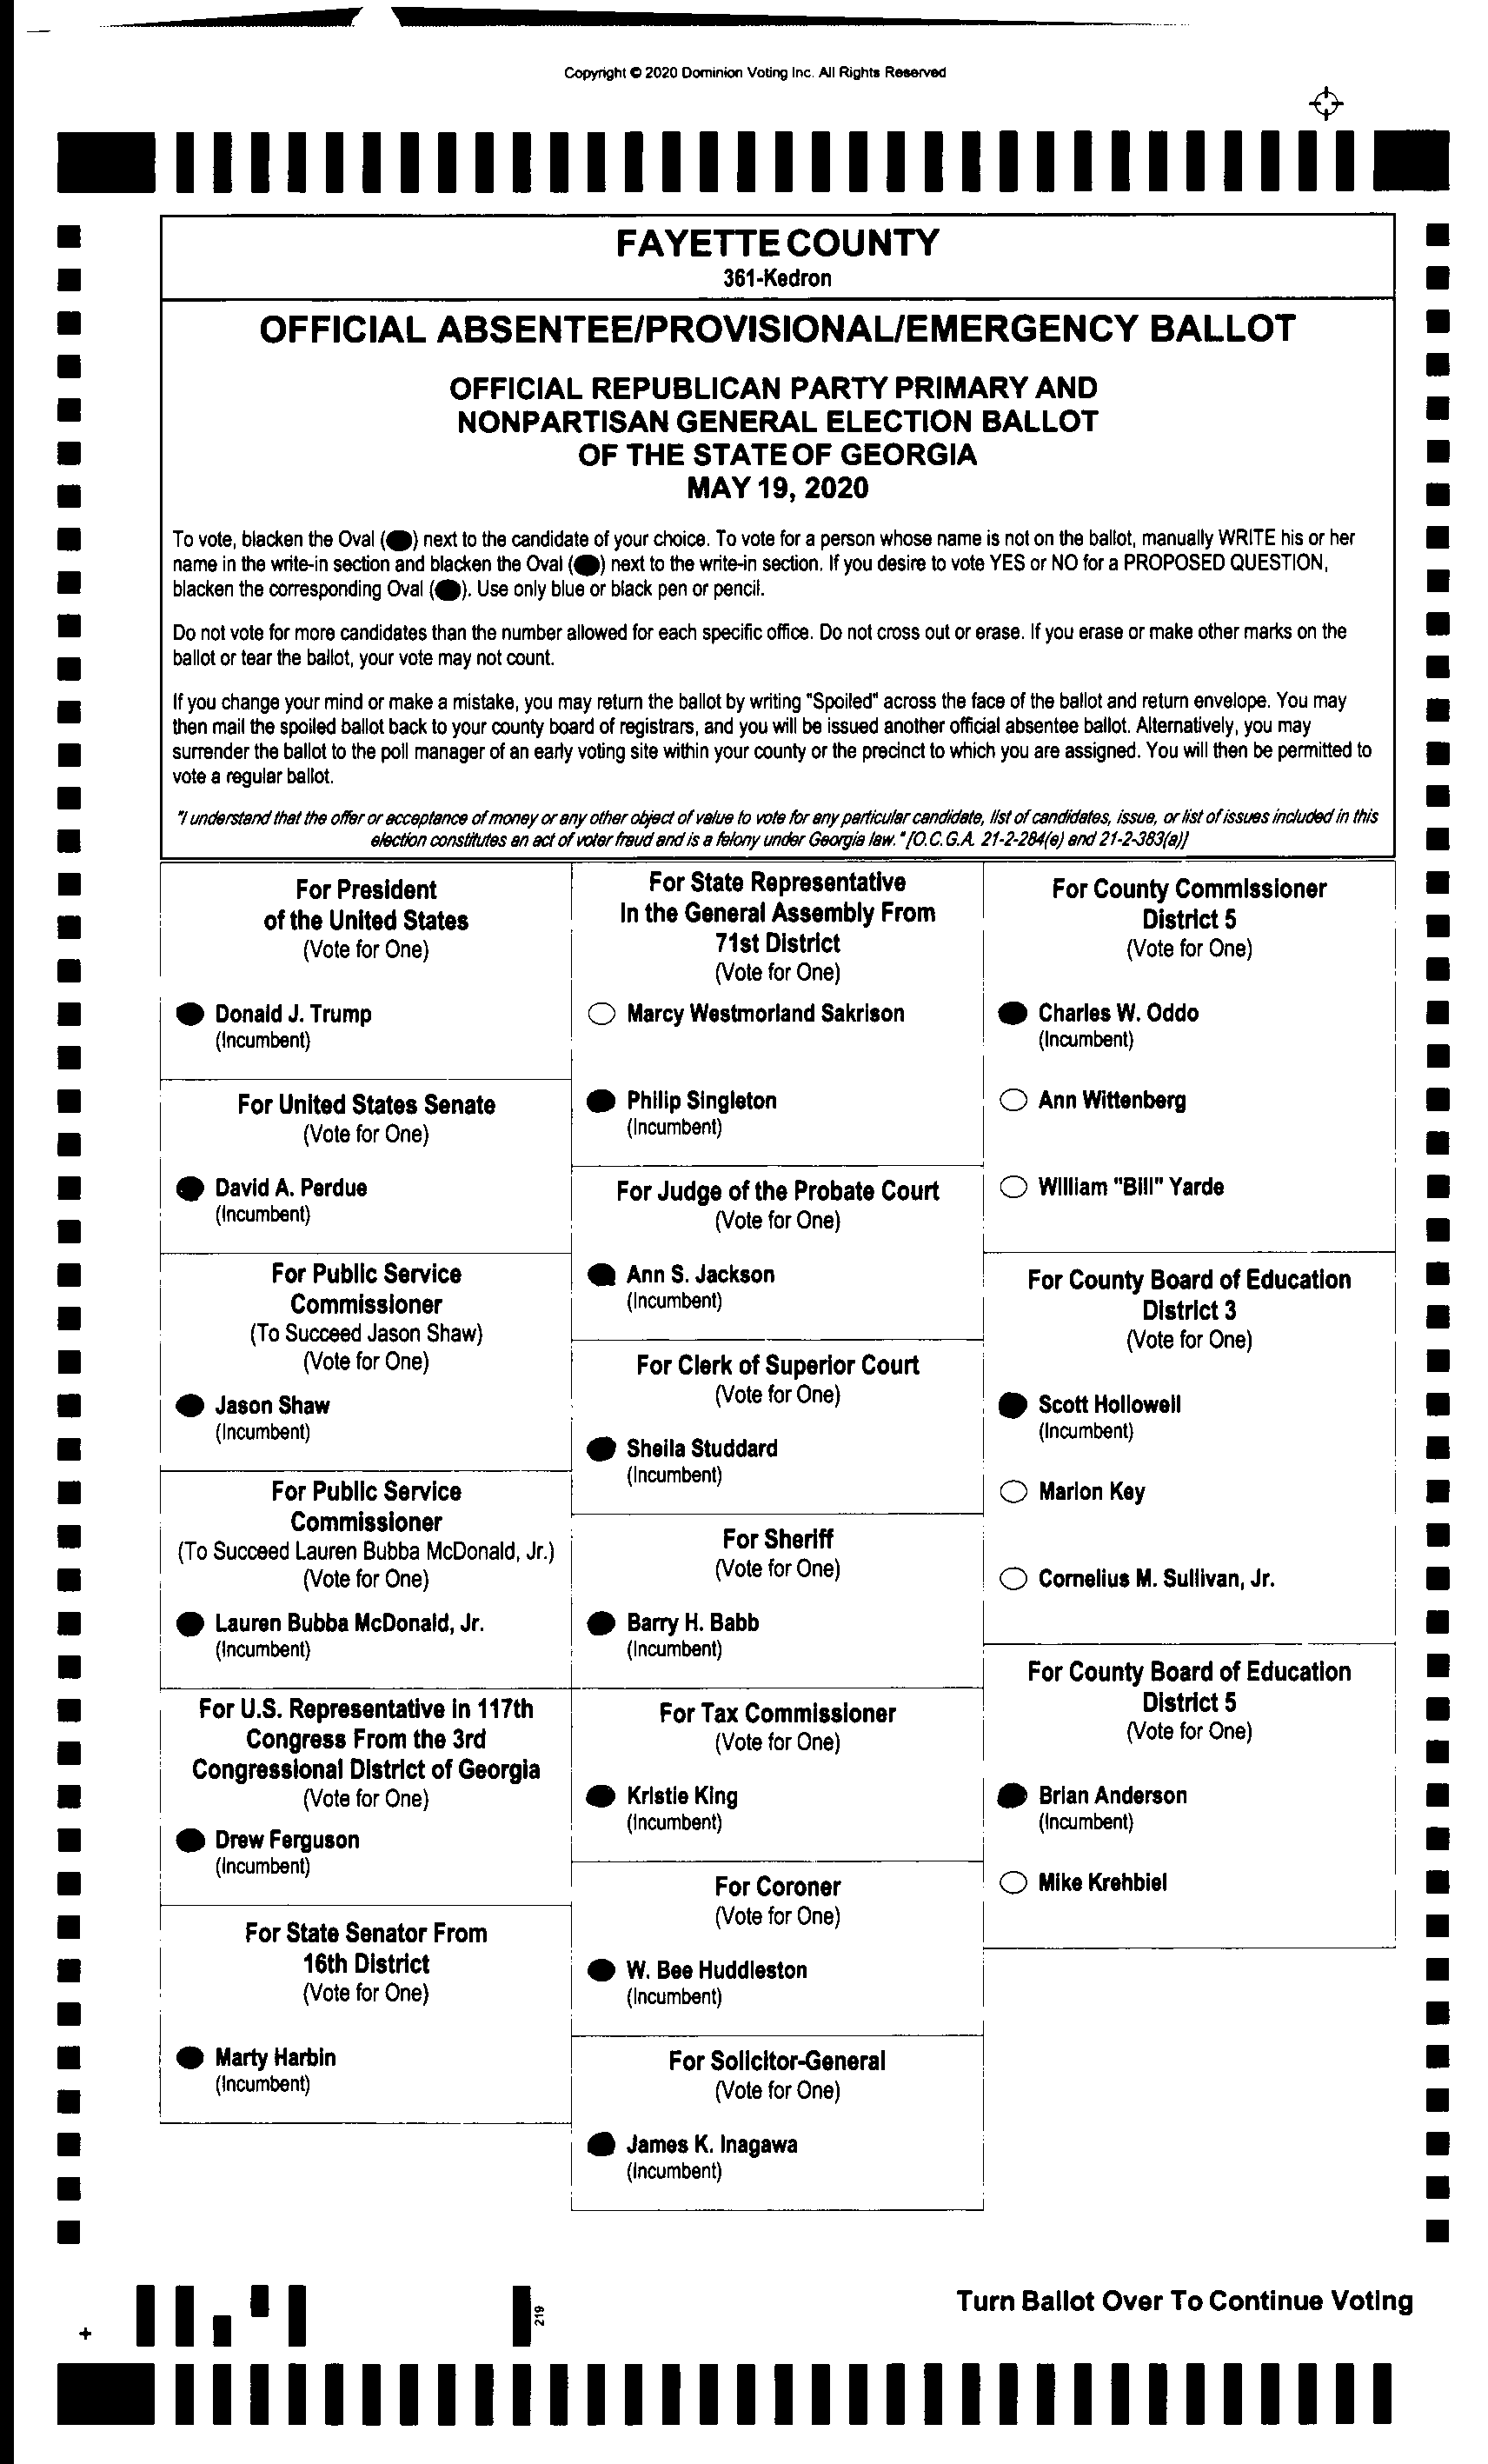 Copyright © 2020 Dominion Voting Inc. All Rights Reserved
FAYETTE COUNTY
361-Kedron
OFFICIAL ABSENTEE/PROVISIONAL/EMERGENCY BALLOT
OFFICIAL REPUBLICAN PARTY PRIMARY AND
NONPARTISAN GENERAL ELECTION BALLOT
OF THE STATE OF GEORGIA
MAY 19, 2020
To vote, blacken the Oval ( ) next to the candidate of your choice. To vote for a person whose name is not on the ballot, manually WRITE his or her
name in the write-in section and blacken the Oval ( ) next to the write-in section. If you desire to vote YES or NO for a PROPOSED QUESTION,
blacken the corresponding Oval ( ). Use only blue or black pen or pencil.
Do not vote for more candidates than the number allowed for each specific office. Do not cross out or erase. If you erase or make other marks on the
ballot or tear the ballot, your vote may not count.
If you change your mind or make a mistake, you may return the ballot by writing "Spoiled" across the face of the ballot and return envelope. You may
then mail the spoiled ballot back to your county board of registrars, and you will be issued another official absentee ballot. Alternatively, you may
surrender the ballot to the poll manager of an early voting site within your county or the precinct to which you are assigned. You will then be permitted to
vote a regular ballot.
"I understand that the offer or acceptance of money or any other object of value to vote for any particular candidate, list of candidates, issue, or list of issues included in this
election constitutes an act of voter fraud and is a felony under Georgia law." [O.C.G.A. 21-2-284(e) and 21-2-383(a)]
For President
of the United States
(Vote for One)
Donald J. Trump
(Incumbent)
For United States Senate
(Vote for One)
David A. Perdue
(Incumbent)
For Public Service
Commissioner
(To Succeed Jason Shaw)
(Vote for One)
Jason Shaw
(Incumbent)
For Public Service
Commissioner
(To Succeed Lauren Bubba McDonald, Jr.)
(Vote for One)
Lauren Bubba McDonald, Jr.
(Incumbent)
For U.S. Representative in 117th
Congress From the 3rd
Congressional District of Georgia
(Vote for One)
Drew Ferguson
(Incumbent)
For State Senator From
16th District
(Vote for One)
Marty Harbin
(Incumbent)
For State Representative
In the General Assembly From
71st District
(Vote for One)
Marcy Westmorland Sakrison
Philip Singleton
(Incumbent)
For Judge of the Probate Court
(Vote for One)
Ann S. Jackson
(Incumbent)
For Clerk of Superior Court
(Vote for One)
Sheila Studdard
(Incumbent)
For Sheriff
(Vote for One)
Barry H. Babb
(Incumbent)
For Tax Commissioner
(Vote for One)
Kristie King
(Incumbent)
For Coroner
(Vote for One)
W. Bee Huddleston
(Incumbent)
For Solicitor-General
(Vote for One)
James K. Inagawa
(Incumbent)
For County Commissioner
District 5
(Vote for One)
Charles W. Oddo
(Incumbent)
Ann Wittenberg
William "Bill" Yarde
For County Board of Education
District 3
(Vote for One)
Scott Hollowell
(Incumbent)
Marion Key
Cornelius M. Sullivan, Jr.
For County Board of Education
District 5
(Vote for One)
Brian Anderson
(Incumbent)
Mike Krehbiel
Turn Ballot Over To Continue Voting
219